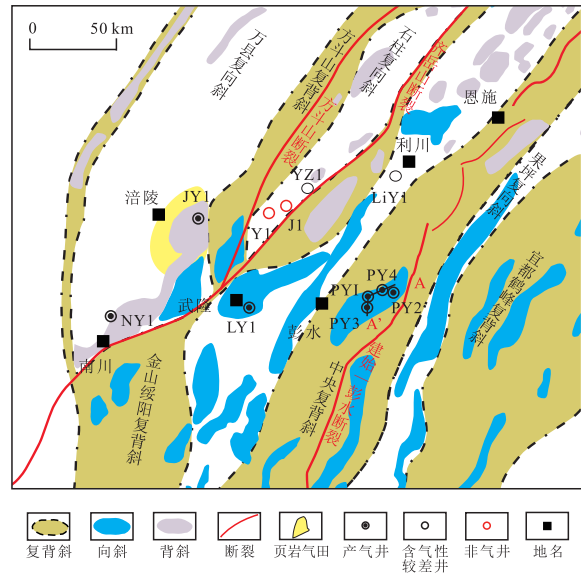 0
50 km
万县复向斜
方斗山复背斜
方斗山断裂
石柱复向斜
齐岳山断裂
恩施
利川
果坪复向斜
宜都鹤峰复背斜
YZ1
LiY1
涪陵
JY1
Y1
J1
武隆
LY1
PY1
PY4
PY2
PY3
A
A'
彭水
NY1
南川
金山绥阳复背斜
中央复背斜
建始—彭水断裂
复背斜
向斜
背斜
断裂
页岩气田
产气井
含气性
较差井
非气井
地名